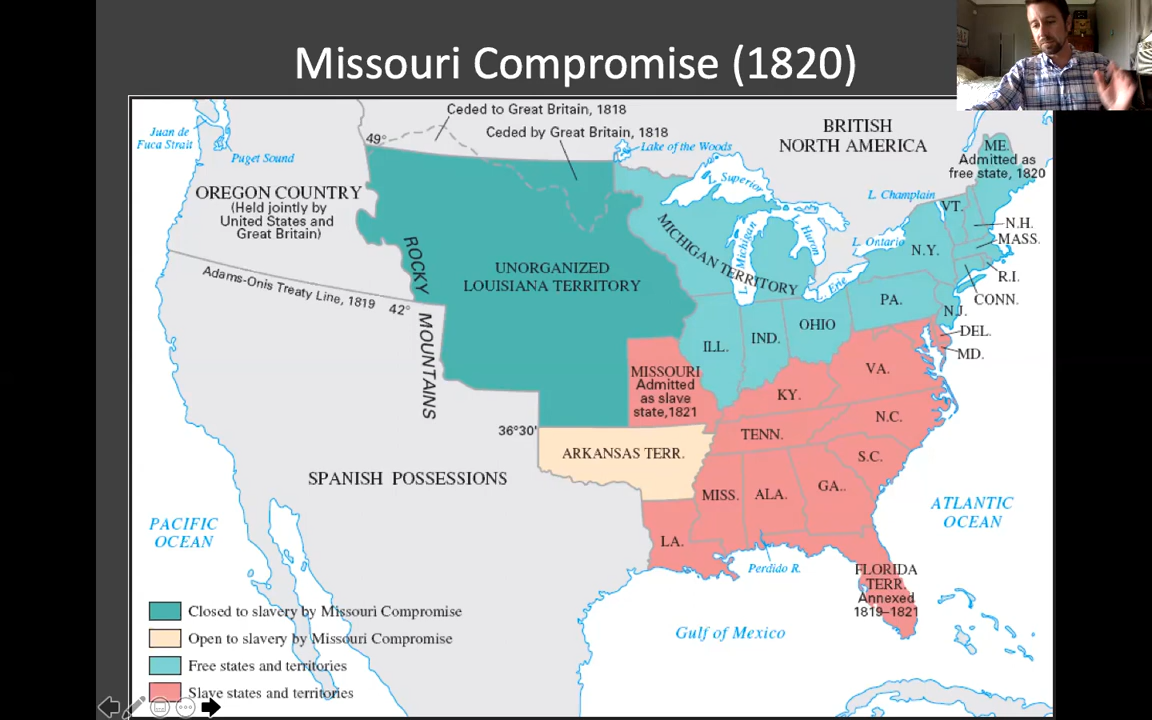 Missouri Compromise (1820)
Ceded to Great Britain, 1818
Ceded by Great Britain, 1818
Juan de
Fuca Strait
Puget Sound
49°
Lake of the Woods
BRITISH
NORTH AMERICA
ME.
Admitted as
free state, 1820
OREGON COUNTRY
(Held jointly by
United States and
Great Britain)
L. Superior
L. Champlain
VT.
N.H.
MASS.
MICHIGAN TERRITORY
L. Michigan
L. Huron
L. Ontario
L. Erie
N.Y.
R.I.
CONN.
ROCKY MOUNTAINS
UNORGANIZED
LOUISIANA TERRITORY
Adams-Onis Treaty Line, 1819
42°
PA.
N.J.
DEL.
MD.
ILL.
IND.
OHIO
MISSOURI
Admitted
as slave
state,1821
KY.
VA.
N.C.
36°30'
ARKANSAS TERR.
TENN.
S.C.
SPANISH POSSESSIONS
MISS.
ALA.
GA..
LA.
PACIFIC
OCEAN
ATLANTIC
OCEAN
Perdido R.
FLORIDA
TERR.
Annexed
1819–1821
Gulf of Mexico
Closed to slavery by Missouri Compromise
Open to slavery by Missouri Compromise
Free states and territories
Slave states and territories